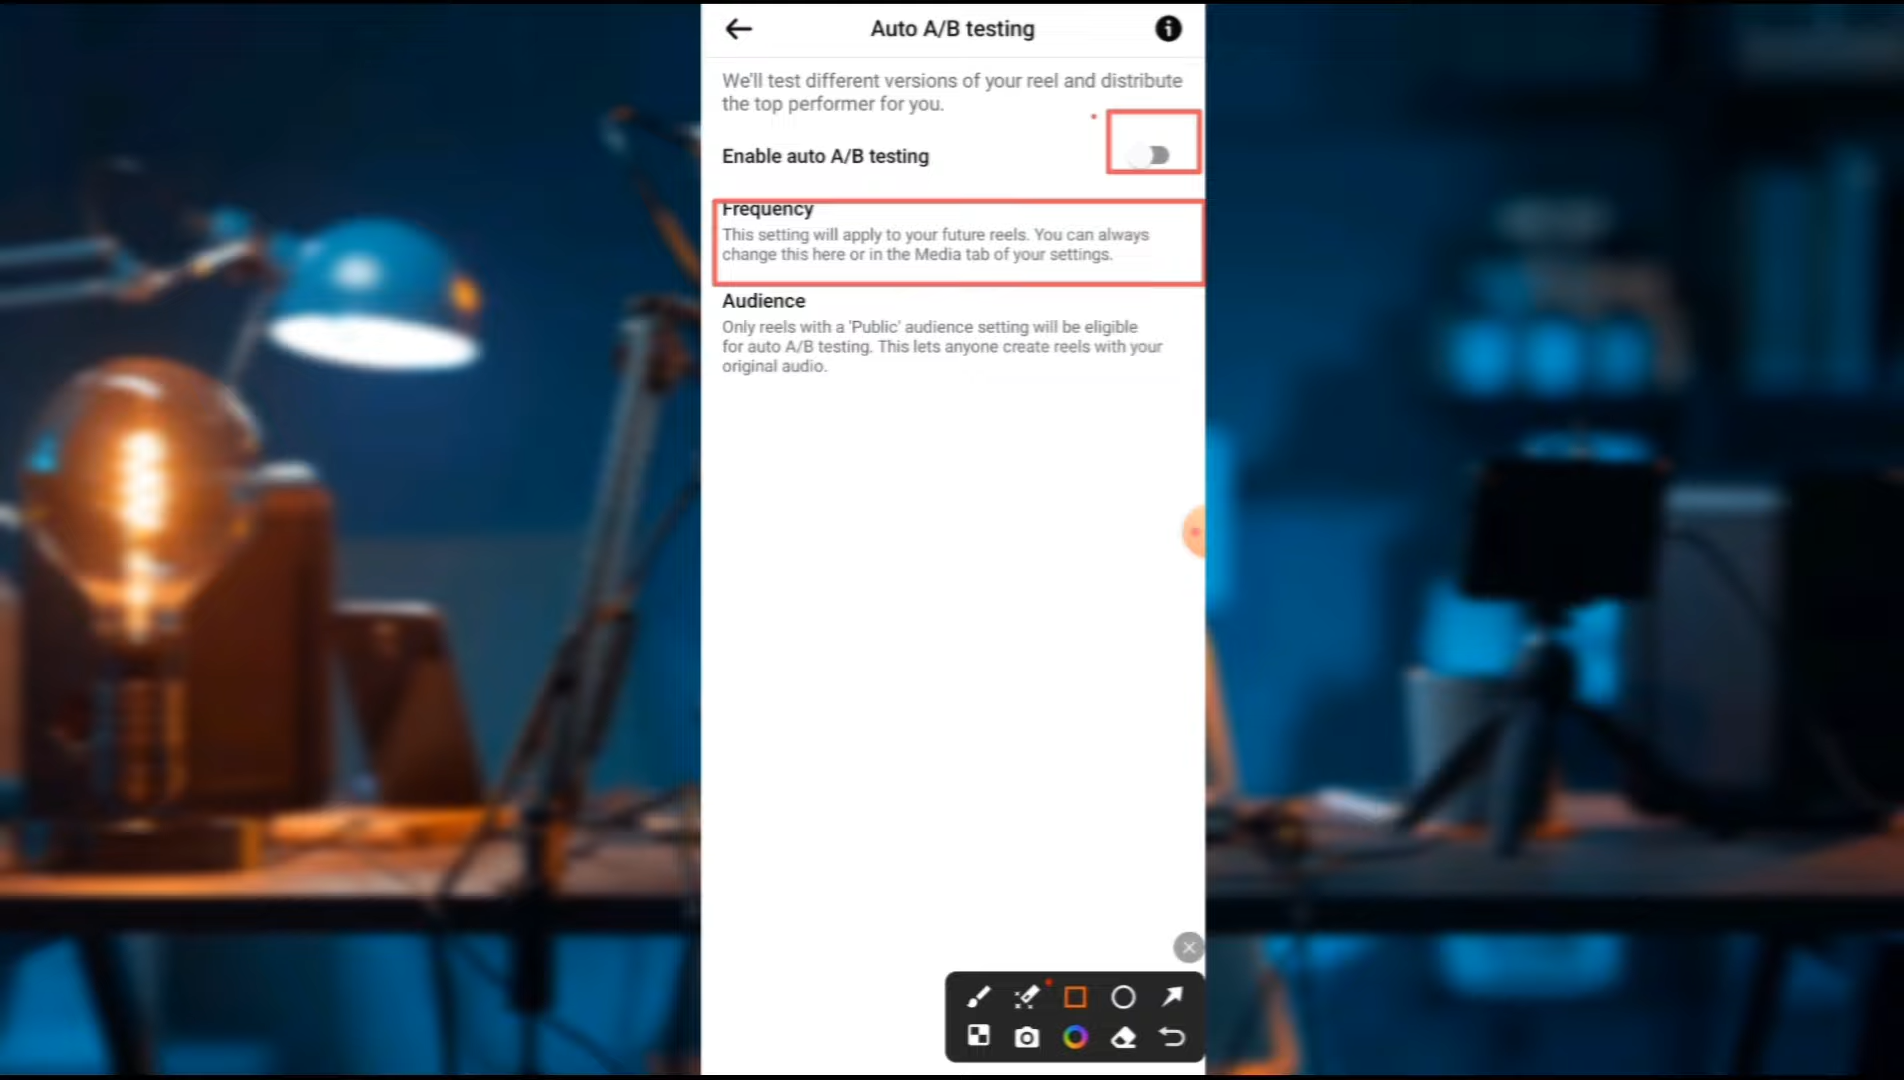 Auto A/B testing
We'll test different versions of your reel and distribute
the top performer for you.
Enable auto A/B testing
Frequency
This setting will apply to your future reels. You can always
change this here or in the Media tab of your settings.
Audience
Only reels with a 'Public' audience setting will be eligible
for auto A/B testing. This lets anyone create reels with your
original audio.